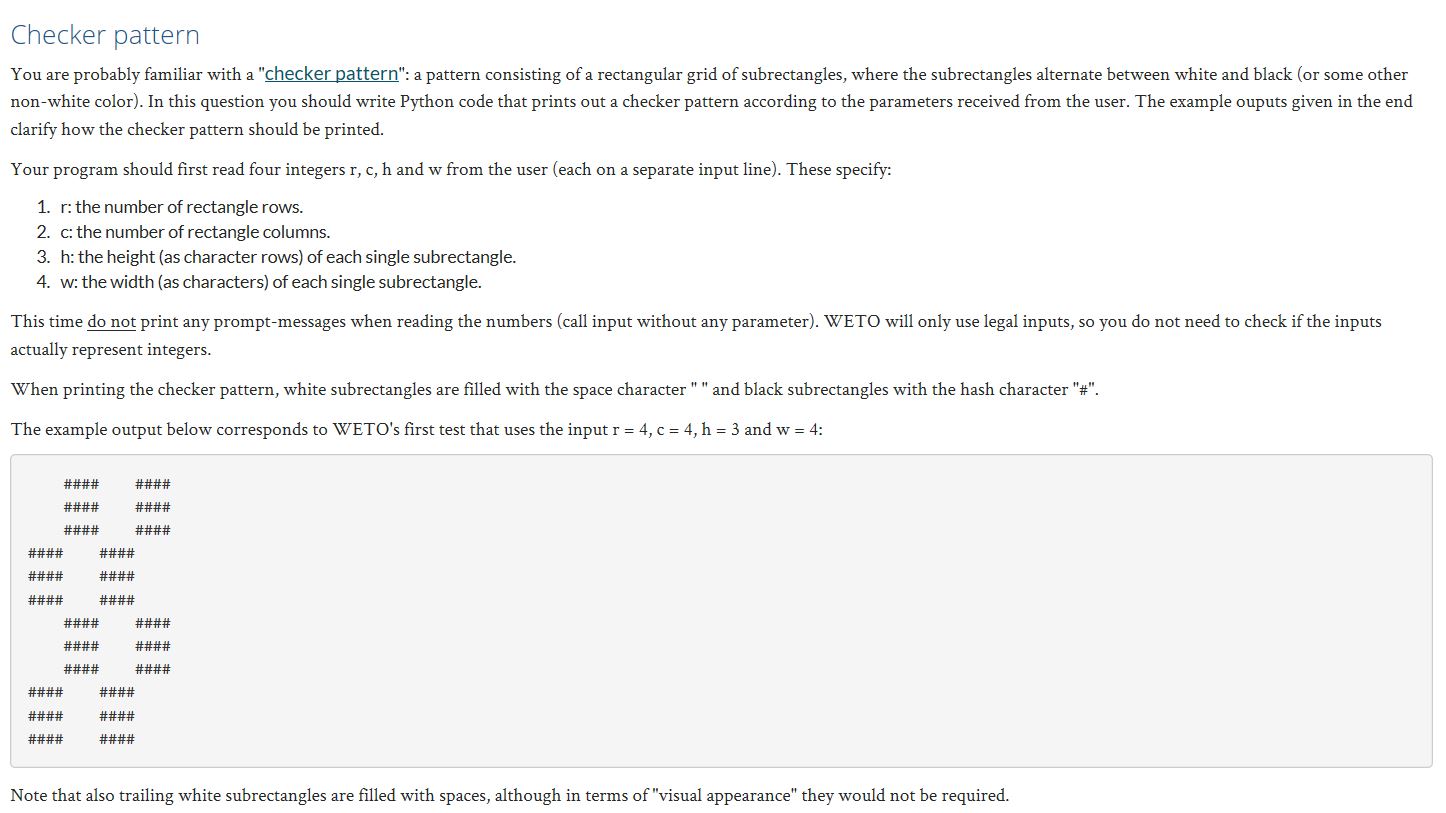 Checker pattern
You are probably familiar with a "checker pattern": a pattern consisting of a rectangular grid of subrectangles, where the subrectangles alternate between white and black (or some other
non-white color). In this question you should write Python code that prints out a checker pattern according to the parameters received from the user. The example ouputs given in the end
clarify how the checker pattern should be printed.
Your program should first read four integers r, c, h and w from the user (each on a separate input line). These specify:
1. r: the number of rectangle rows.
2. c: the number of rectangle columns.
3. h: the height (as character rows) of each single subrectangle.
4. w: the width (as characters) of each single subrectangle.
This time do not print any prompt-messages when reading the numbers (call input without any parameter). WETO will only use legal inputs, so you do not need to check if the inputs
actually represent integers.
When printing the checker pattern, white subrectangles are filled with the space character " " and black subrectangles with the hash character "#".
The example output below corresponds to WETO's first test that uses the input r = 4, c = 4, h = 3 and w = 4:
    ####    ####
    ####    ####
    ####    ####
####    ####    
####    ####    
####    ####    
    ####    ####
    ####    ####
    ####    ####
####    ####    
####    ####    
####    ####    
Note that also trailing white subrectangles are filled with spaces, although in terms of "visual appearance" they would not be required.